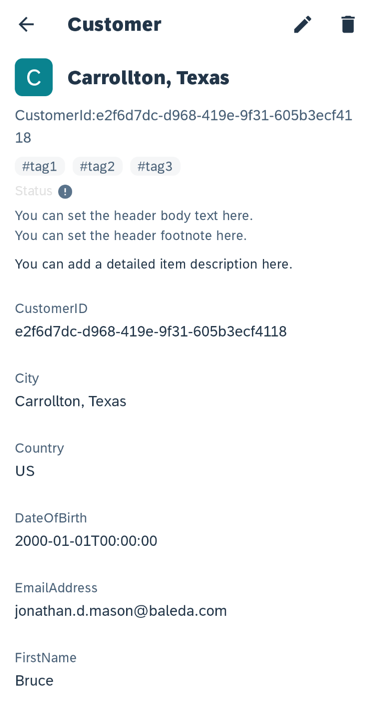 Customer
C
Carrollton, Texas
CustomerId:e2f6d7dc-d968-419e-9f31-605b3ecf41
18
#tag1 #tag2 #tag3
Status
You can set the header body text here.
You can set the header footnote here.
You can add a detailed item description here.
CustomerID
e2f6d7dc-d968-419e-9f31-605b3ecf4118
City
Carrollton, Texas
Country
US
DateOfBirth
2000-01-01T00:00:00
EmailAddress
jonathan.d.mason@baleda.com
FirstName
Bruce